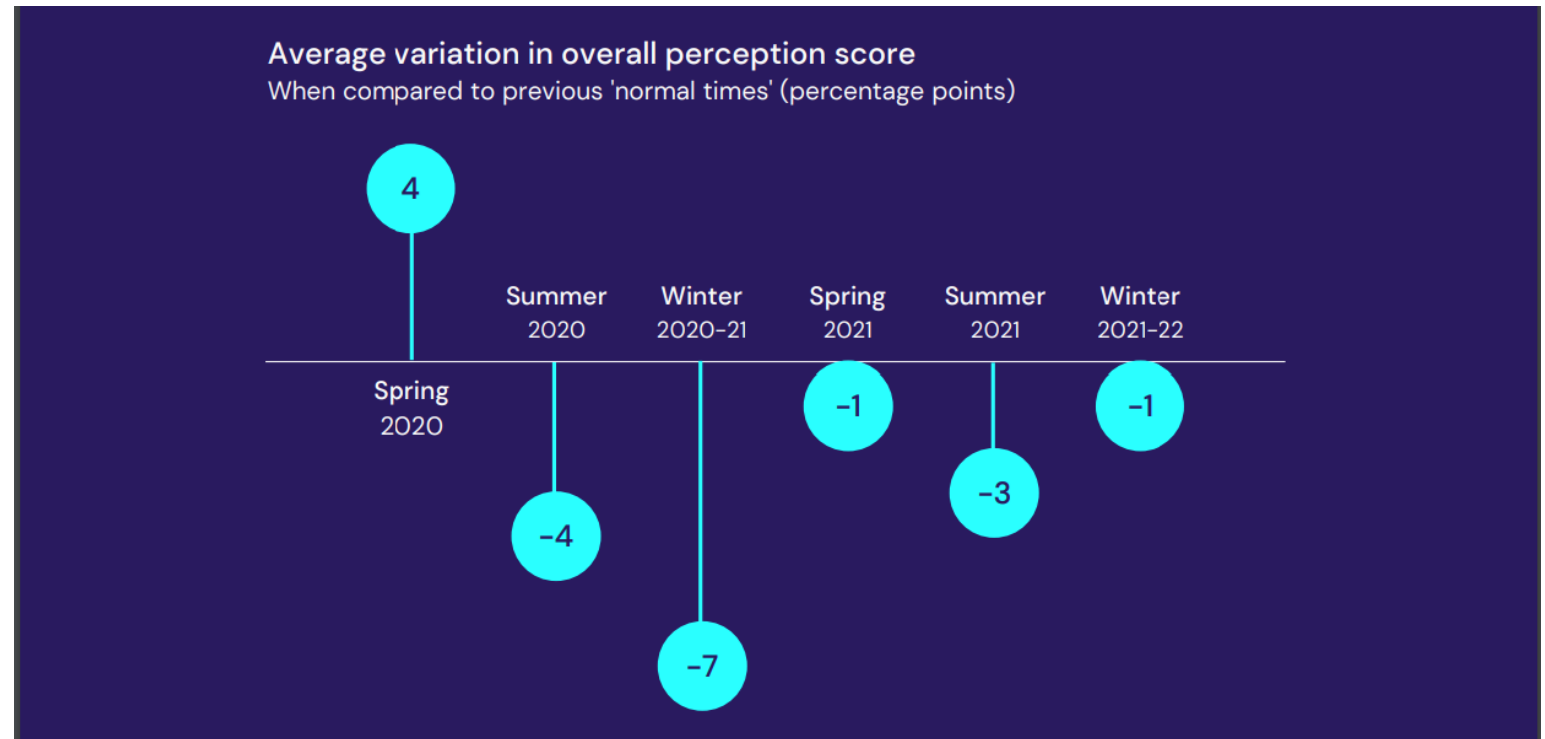 Average variation in overall perception score
When compared to previous 'normal times' (percentage points)
4
Summer
2020
Winter
2020-21
Spring
2021
Summer
2021
Winter
2021-22
Spring
2020
-1
-1
-3
-4
-7